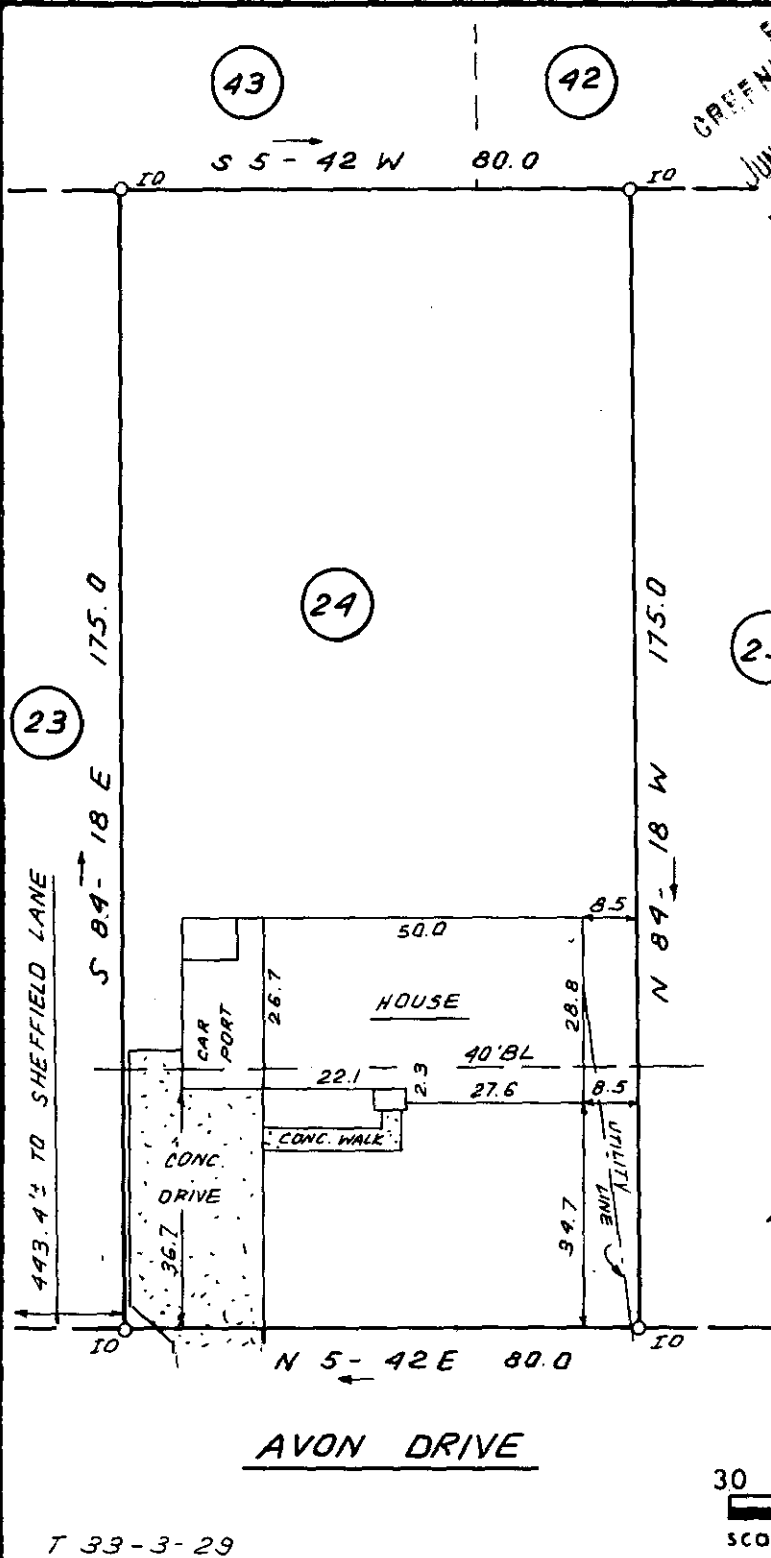 43
42
S 5 - 42 W 80.0
IO
IO
24
S 84 - 18 E 175.0
N 84 - 18 W 175.0
23
443.4'± TO SHEFFIELD LANE
8.5
50.0
26.7
HOUSE
28.8
CAR
PORT
40'BL
22.1
2.3
27.6
8.5
CONC. WALK
CONC.
DRIVE
36.7
34.7
UTILITY
LINE
IO
IO
N 5 - 42 E 80.0
AVON DRIVE
30
T 33-3-29